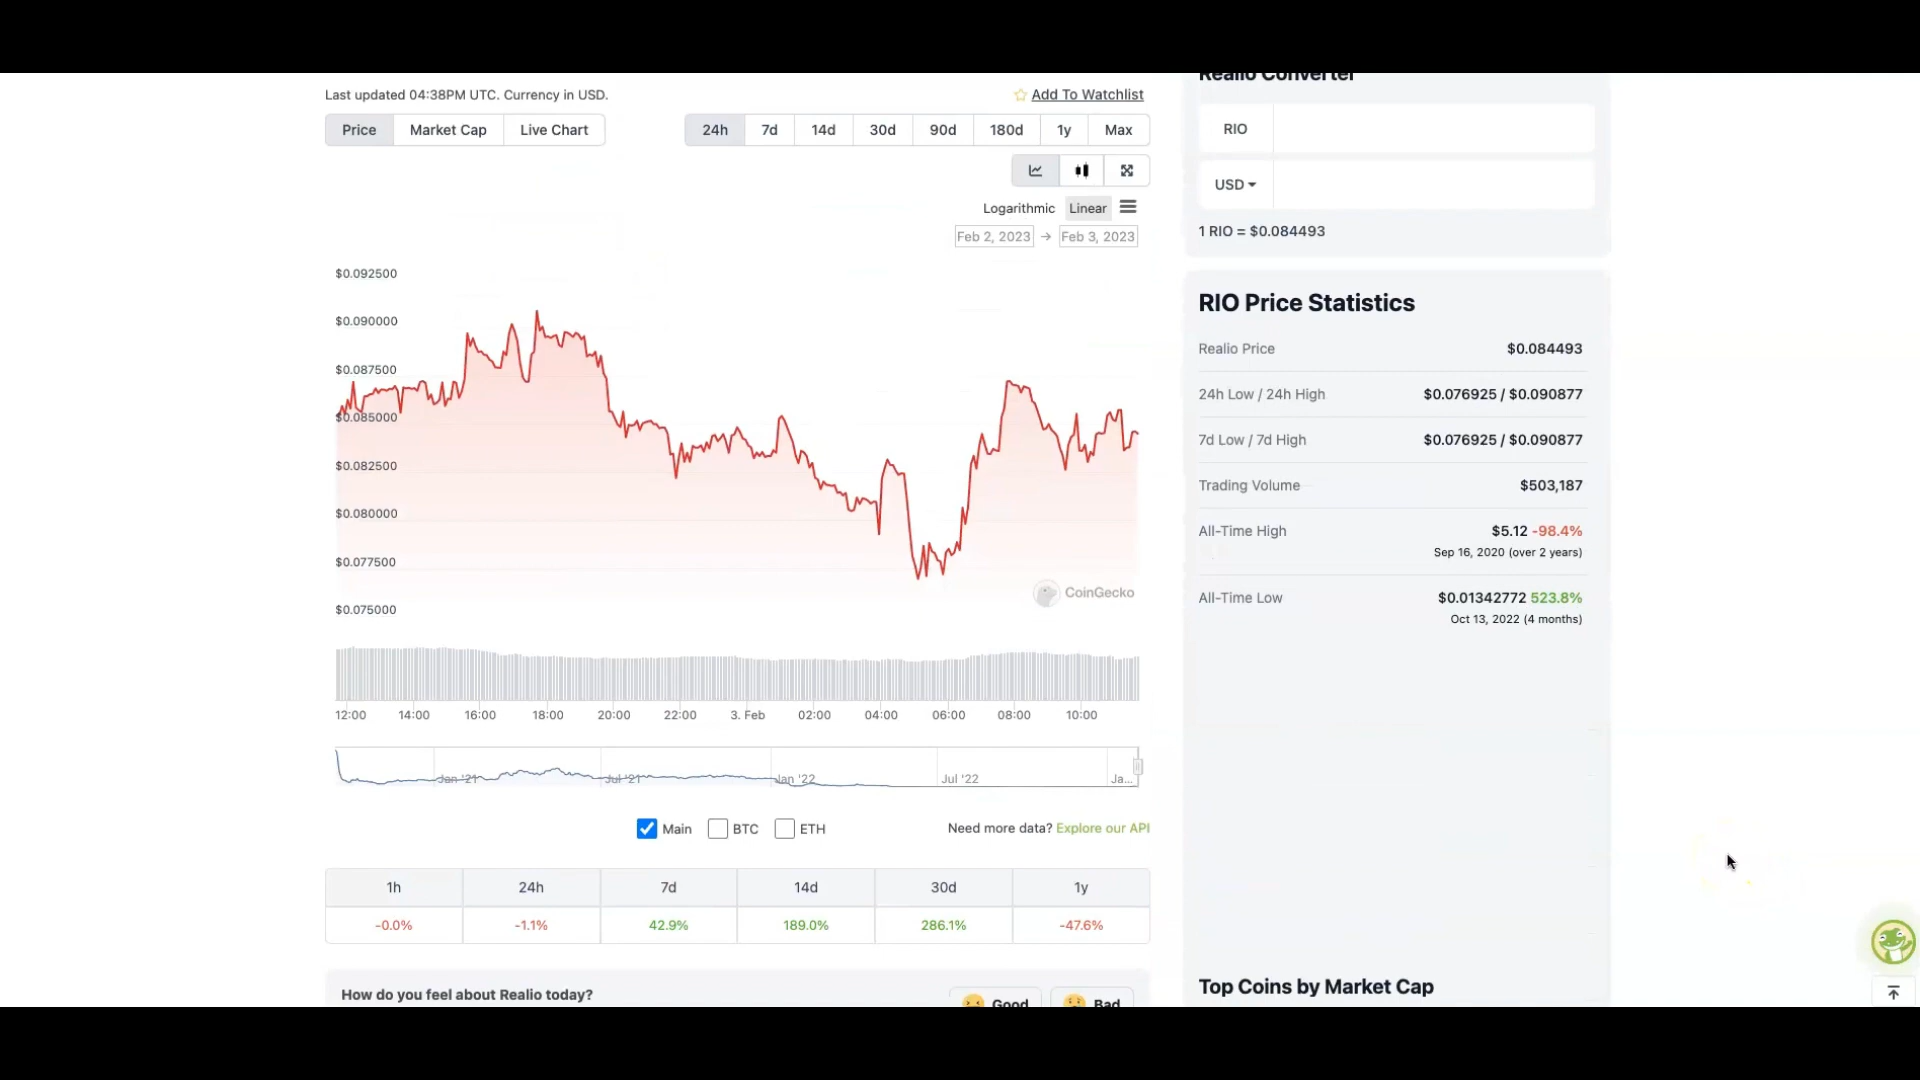 Realio Converter
Last updated 04:38PM UTC. Currency in USD.
Add To Watchlist
Price Market Cap Live Chart
24h 7d 14d 30d 90d 180d 1y Max
RIO
USD
Logarithmic Linear
Feb 2, 2023 → Feb 3, 2023
1 RIO = $0.084493
$0.092500
$0.090000
$0.087500
$0.085000
$0.082500
$0.080000
$0.077500
$0.075000
CoinGecko
12:00 14:00 16:00 18:00 20:00 22:00 3. Feb 02:00 04:00 06:00 08:00 10:00
Jan '21 Jul '21 Jan '22 Jul '22 Ja...
Main BTC ETH
Need more data? Explore our API
1h 24h 7d 14d 30d 1y
-0.0% -1.1% 42.9% 189.0% 286.1% -47.6%
How do you feel about Realio today?
Good Bad
RIO Price Statistics
Realio Price $0.084493
24h Low / 24h High $0.076925 / $0.090877
7d Low / 7d High $0.076925 / $0.090877
Trading Volume $503,187
All-Time High $5.12 -98.4%
Sep 16, 2020 (over 2 years)
All-Time Low $0.01342772 523.8%
Oct 13, 2022 (4 months)
Top Coins by Market Cap